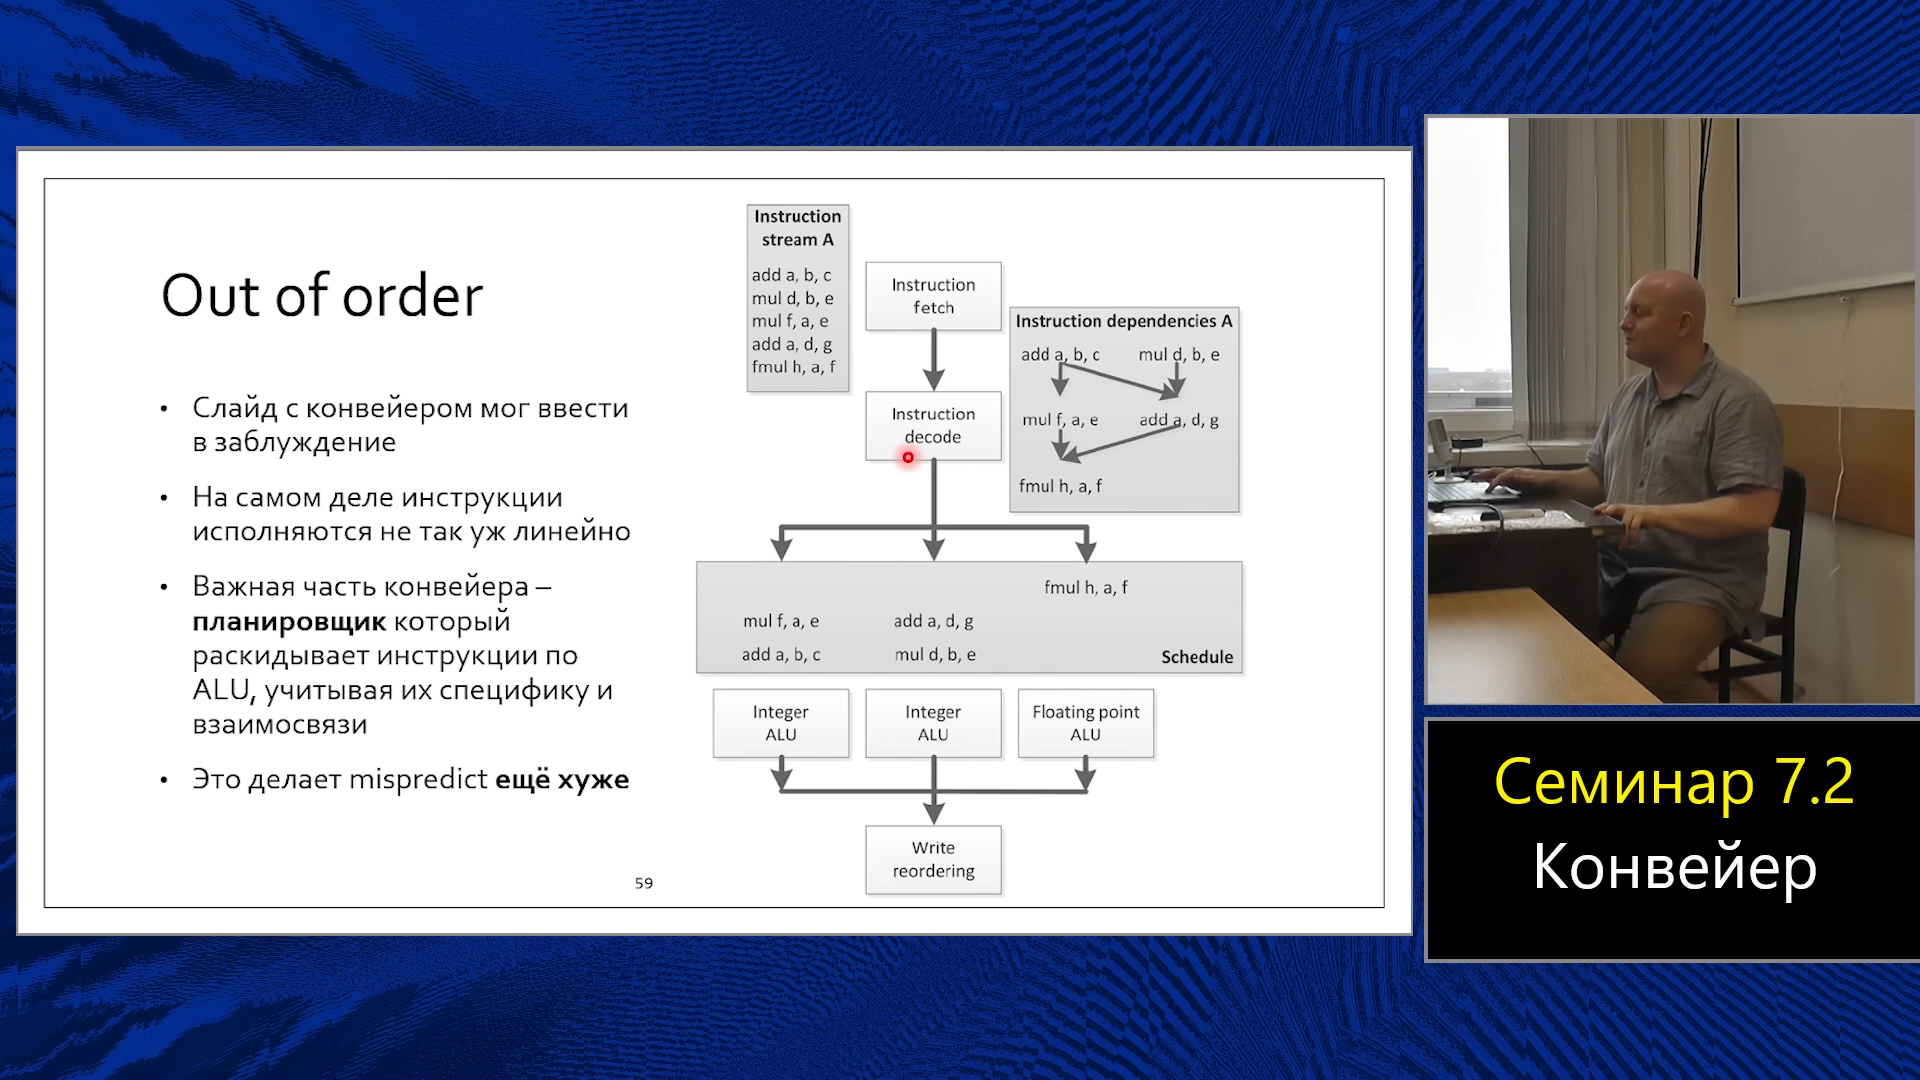 Out of order
• Слайд с конвейером мог ввести
в заблуждение
• На самом деле инструкции
исполняются не так уж линейно
• Важная часть конвейера –
планировщик который
раскидывает инструкции по
ALU, учитывая их специфику и
взаимосвязи
• Это делает mispredict ещё хуже
59
Instruction
stream A
add a, b, c
mul d, b, e
mul f, a, e
add a, d, g
fmul h, a, f
Instruction
fetch
Instruction
decode
Instruction dependencies A
add a, b, c mul d, b, e
mul f, a, e add a, d, g
fmul h, a, f
fmul h, a, f
mul f, a, e add a, d, g
add a, b, c mul d, b, e
Schedule
Integer
ALU
Integer
ALU
Floating point
ALU
Write
reordering
Семинар 7.2
Конвейер